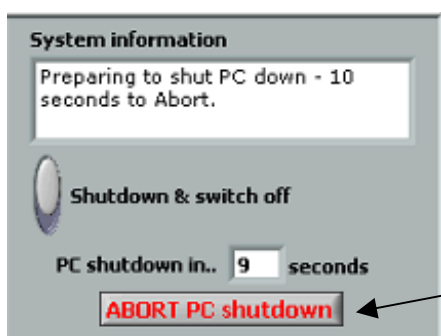 System information
Preparing to shut PC down - 10
seconds to Abort.
Shutdown & switch off
PC shutdown in.. 9 seconds
ABORT PC shutdown